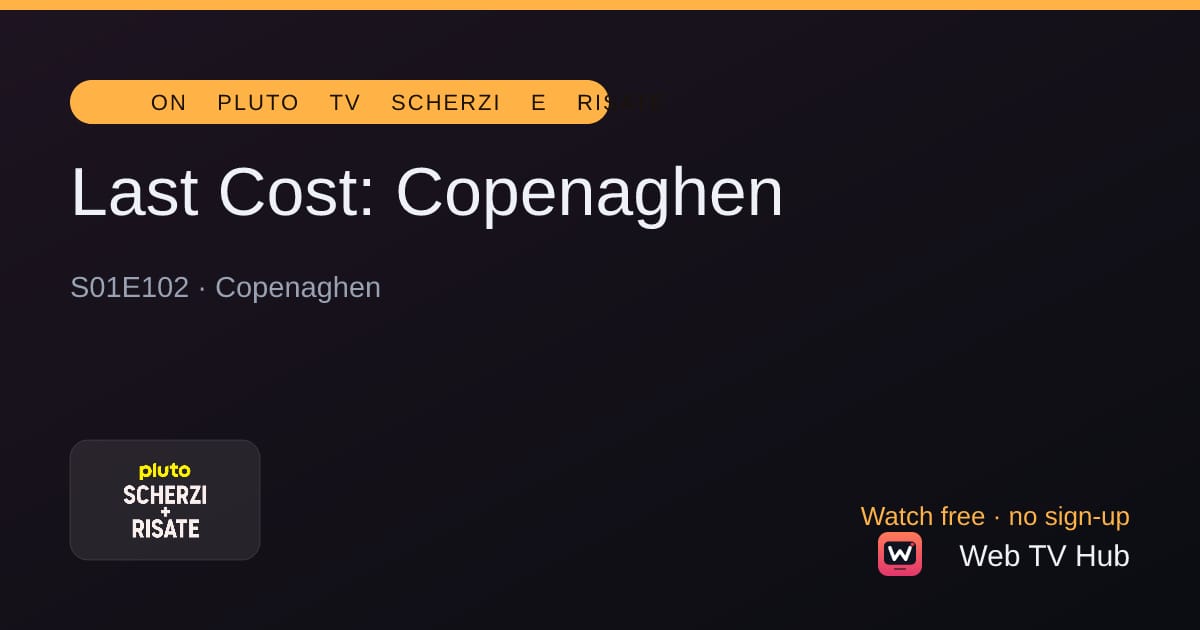 ON PLUTO TV SCHERZI E RISATE
Last Cost: Copenaghen
S01E102 · Copenaghen
pluto
SCHERZI
+
RISATE
Watch free · no sign-up
W
Web TV Hub